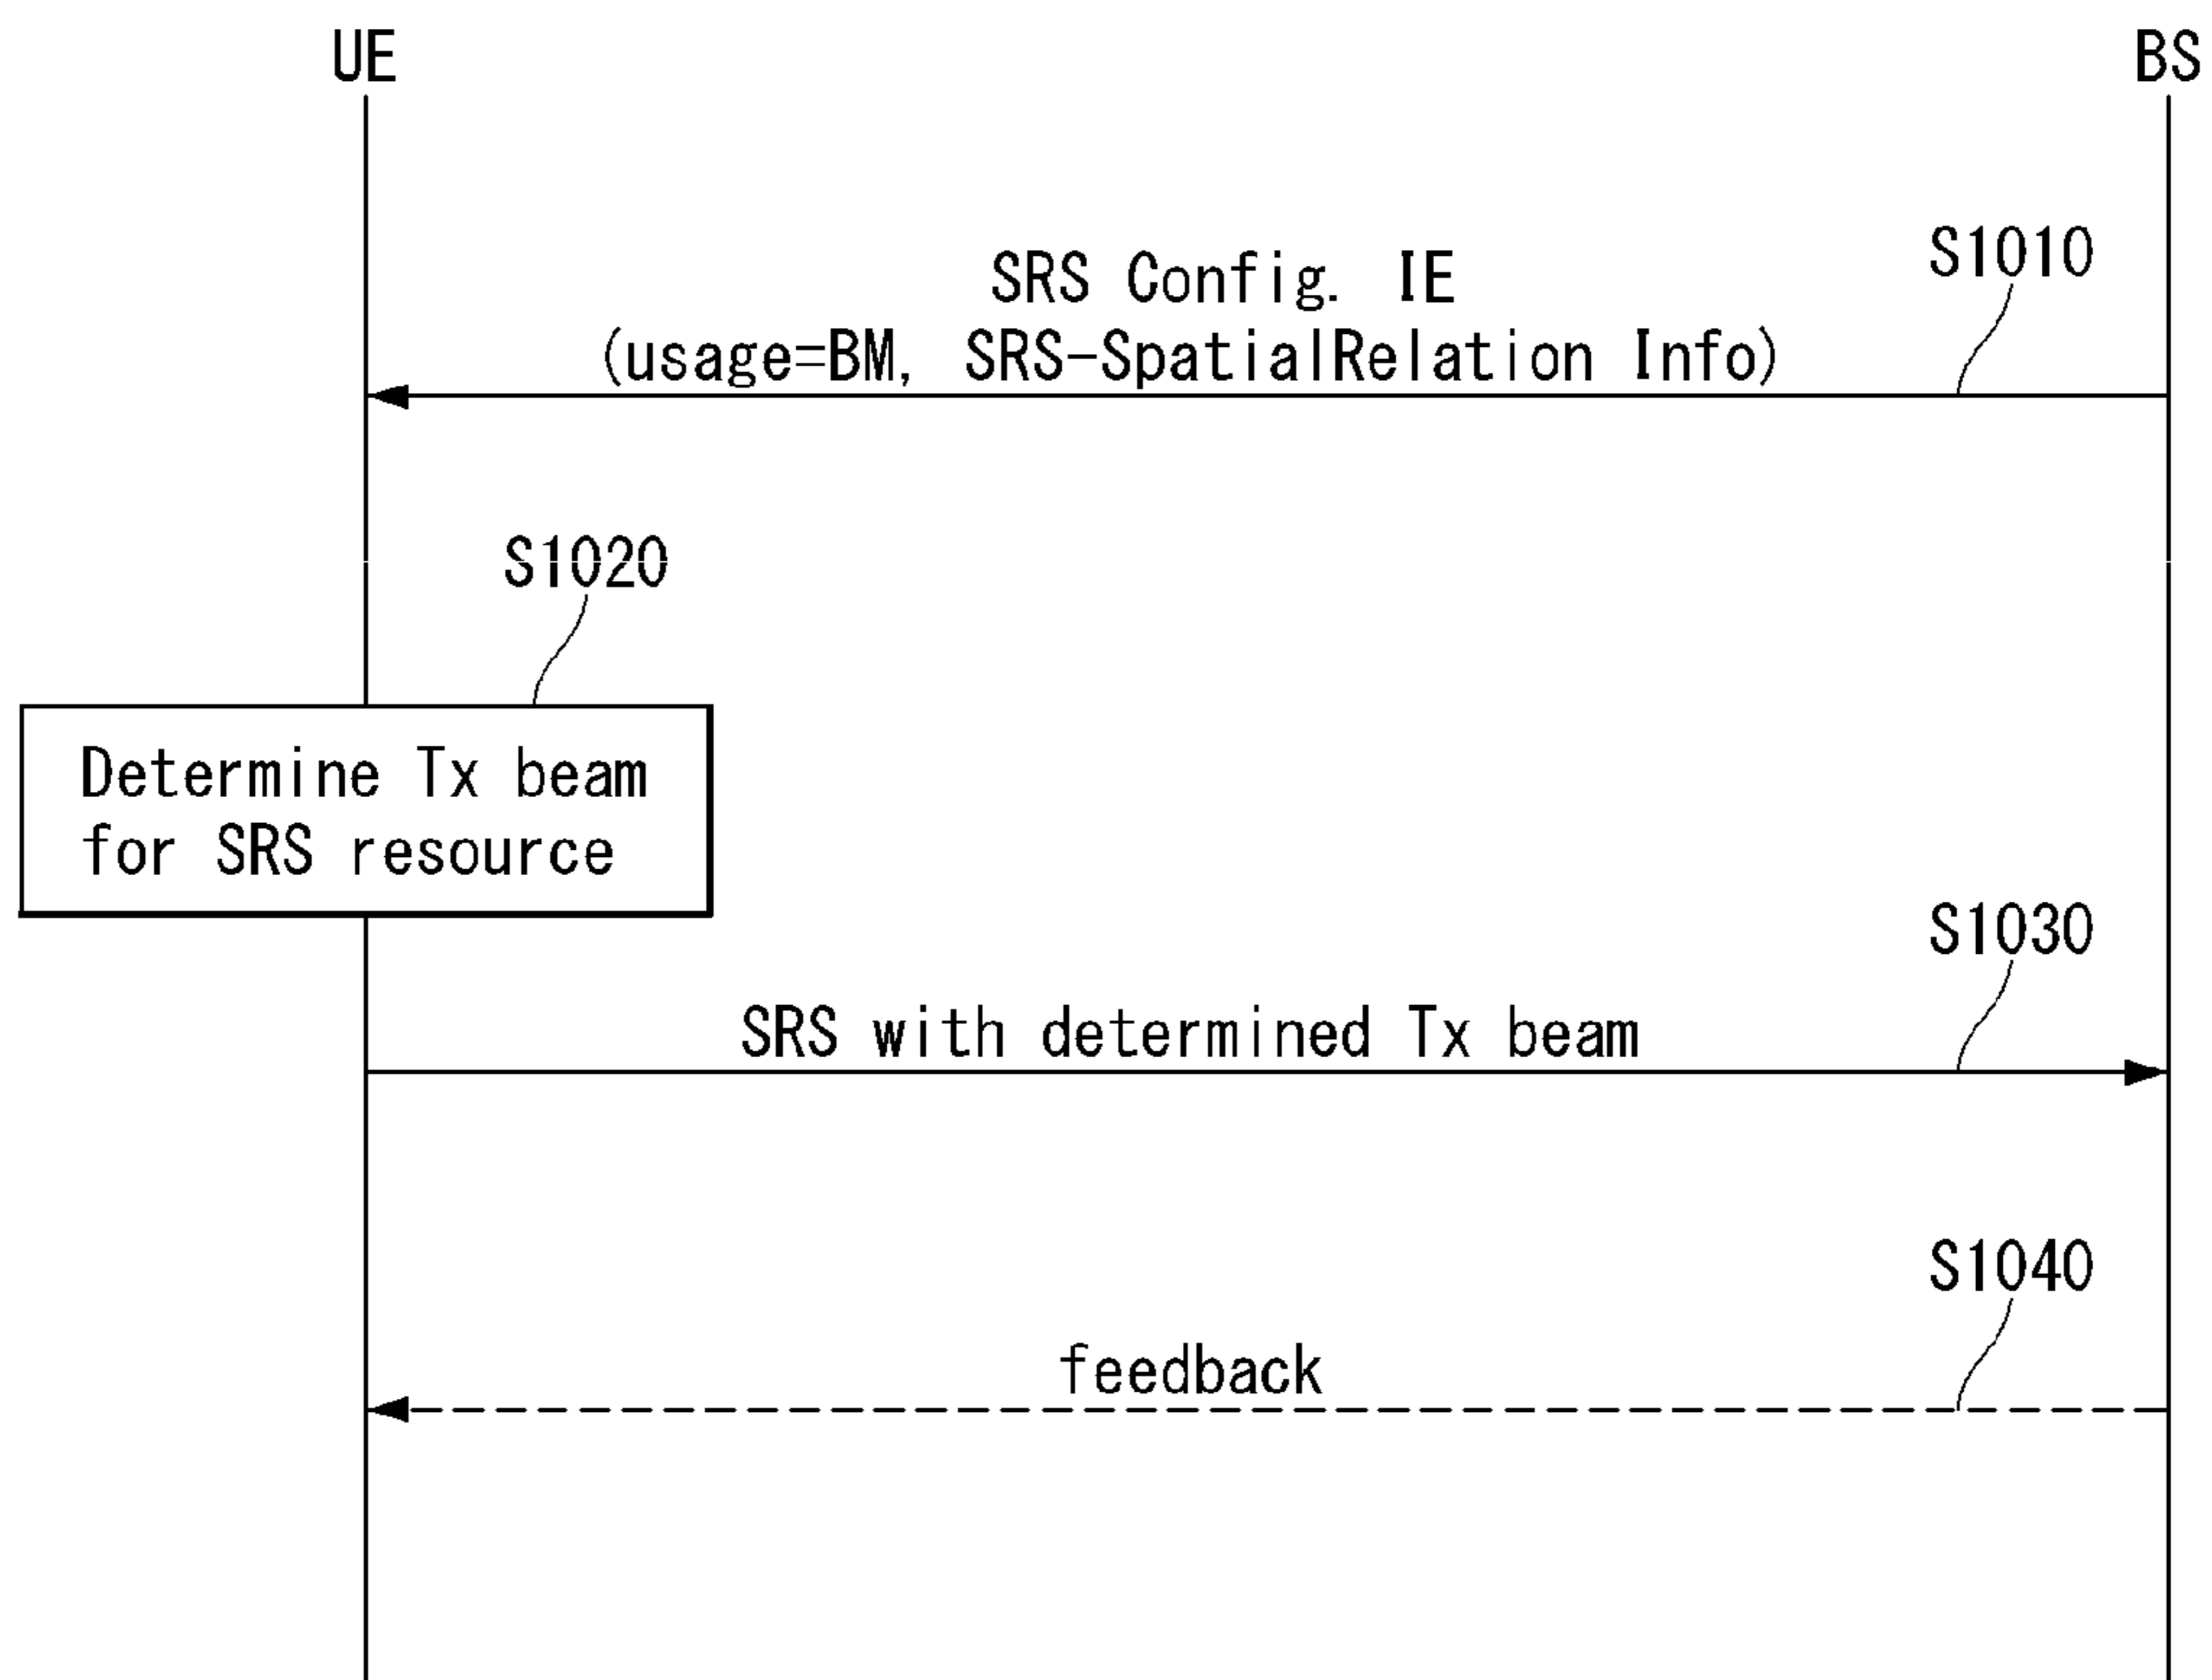 UE
BS
S1010
SRS Config. IE
(usage=BM, SRS-SpatialRelation Info)
S1020
Determine Tx beam
for SRS resource
S1030
SRS with determined Tx beam
S1040
feedback